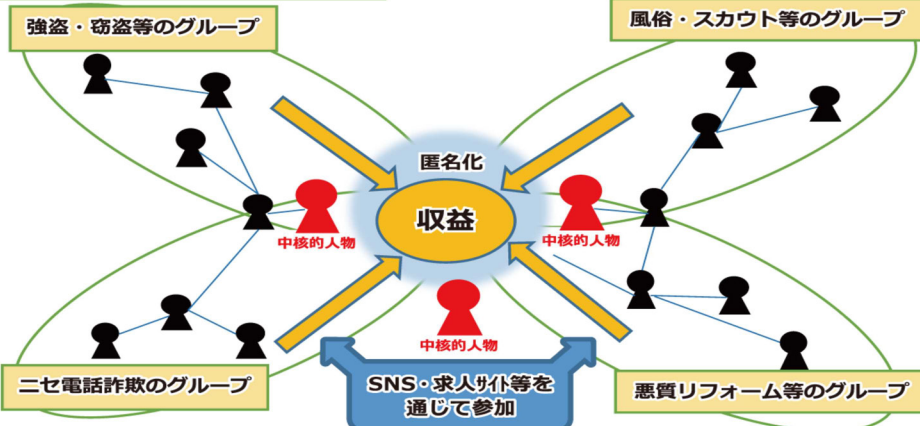 強盗・窃盗等のグループ
風俗・スカウト等のグループ
匿名化
収益
中核的人物
中核的人物
中核的人物
ニセ電話詐欺のグループ
SNS・求人サイト等を
通じて参加
悪質リフォーム等のグループ